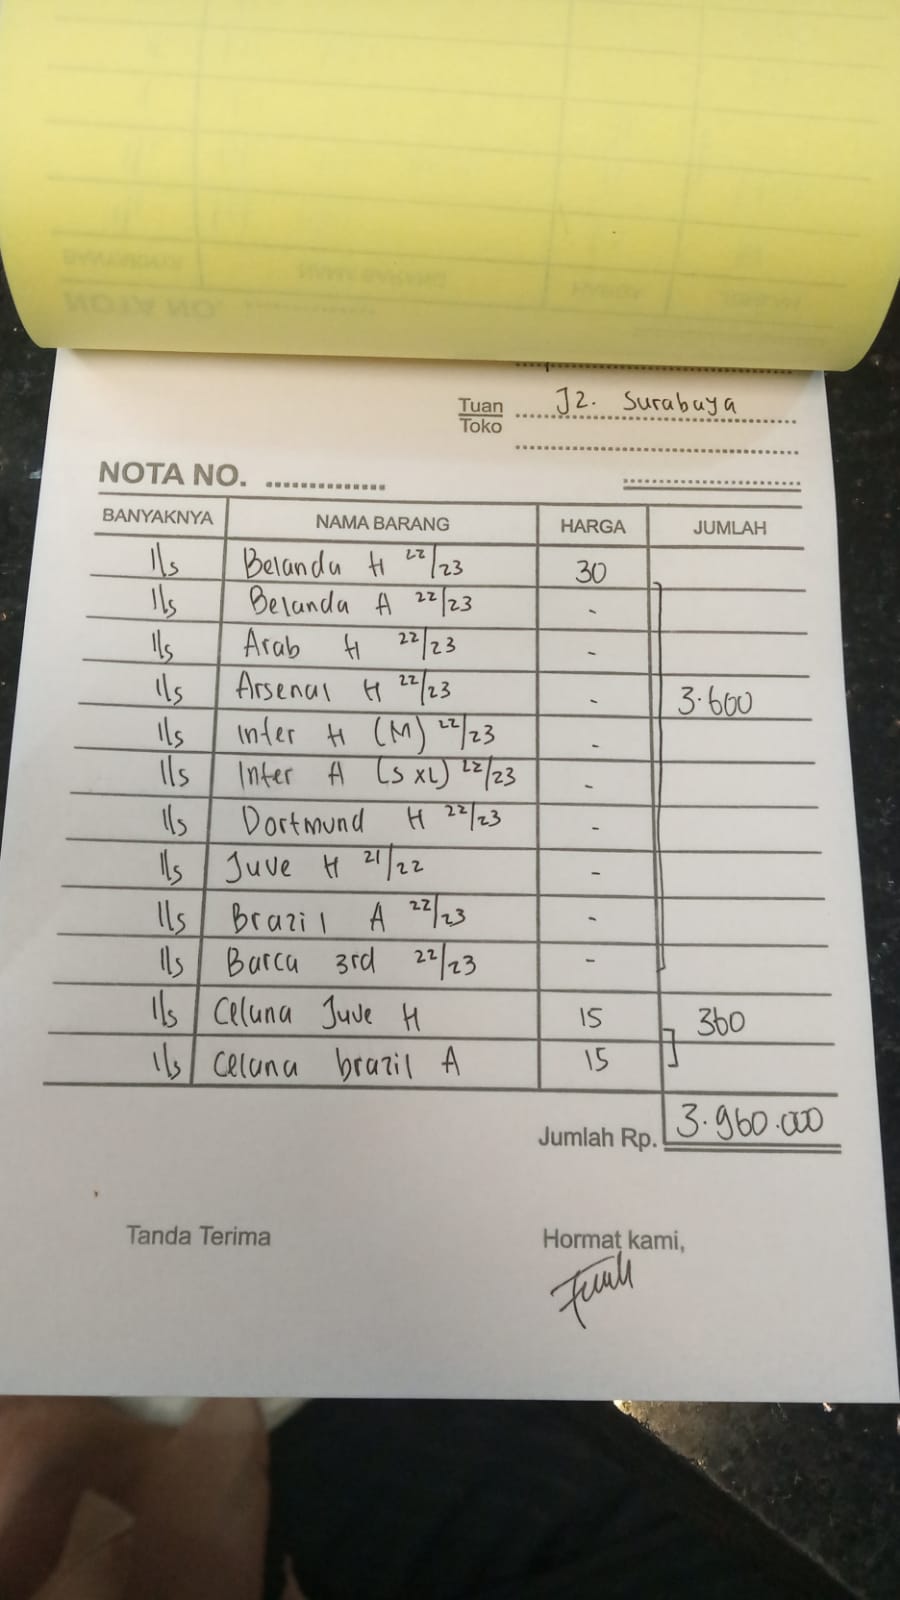 Tuan
Toko
J2. Surabaya
NOTA NO.
BANYAKNYA NAMA BARANG HARGA JUMLAH
1ls Belanda H 22/23 30
1ls Belanda A 22/23 -
1ls Arab H 22/23 -
1ls Arsenal H 22/23 - 3.600
1ls Inter H (M) 22/23 -
1ls Inter A (S XL) 22/23 -
1ls Dortmund H 22/23 -
1ls Juve H 21/22 -
1ls Brazil A 22/23 -
1ls Barca 3rd 22/23 -
1ls Celana Juve H 15 360
1ls Celana brazil A 15
Jumlah Rp. 3.960.000
Tanda Terima Hormat kami,